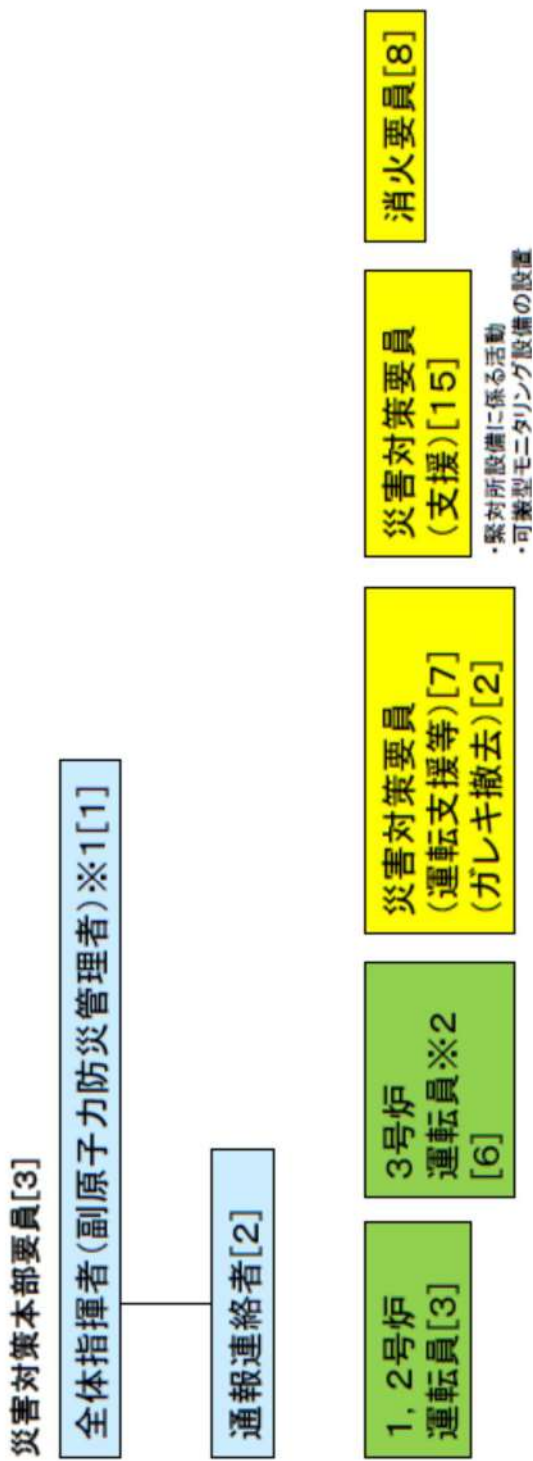 災害対策本部要員[3]
全体指揮者(副原子力防災管理者)※1[1]
通報連絡者[2]
1,2号炉
運転員[3]
3号炉
運転員※2
[6]
災害対策要員
(運転支援等)[7]
(ガレキ撤去)[2]
災害対策要員
(支援)[15]
・緊対所設備に係る活動
・可搬型モニタリング設備の設置
消火要員[8]